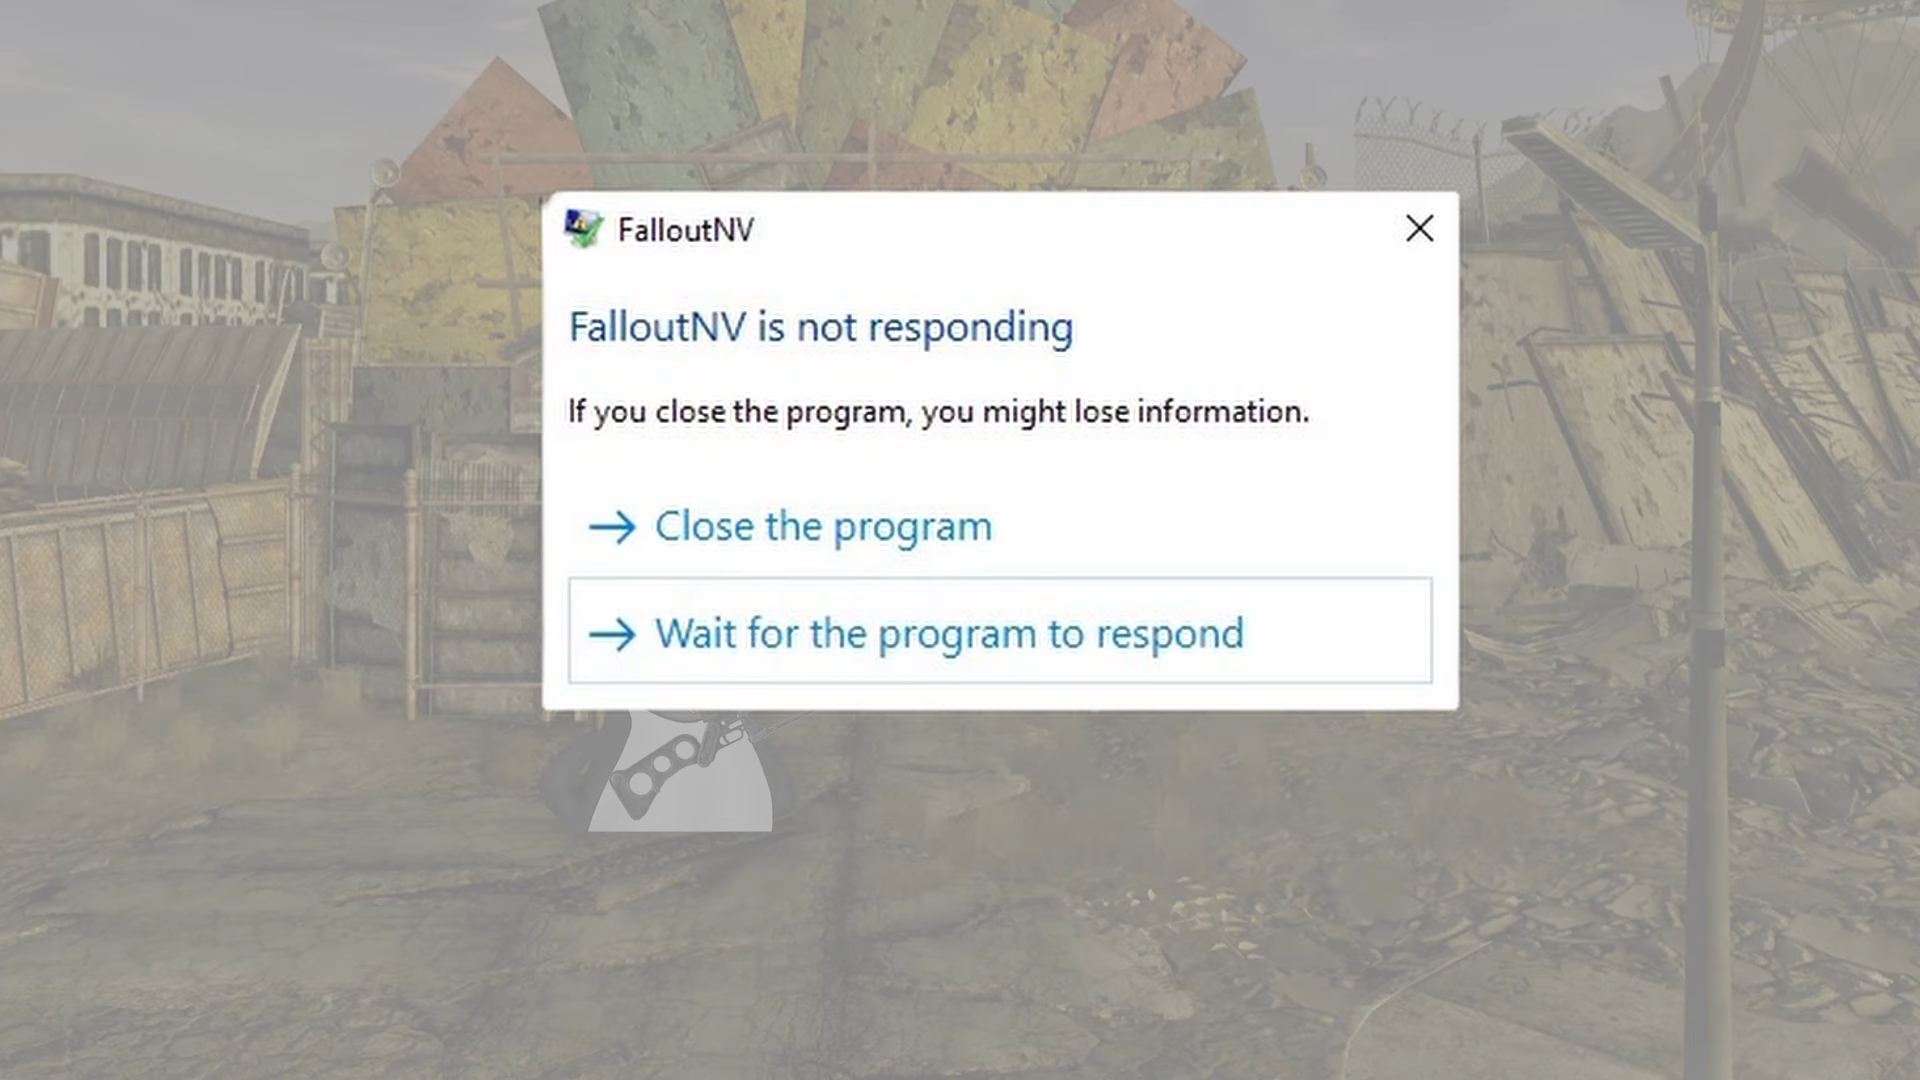 FalloutNV
FalloutNV is not responding
If you close the program, you might lose information.
Close the program
Wait for the program to respond